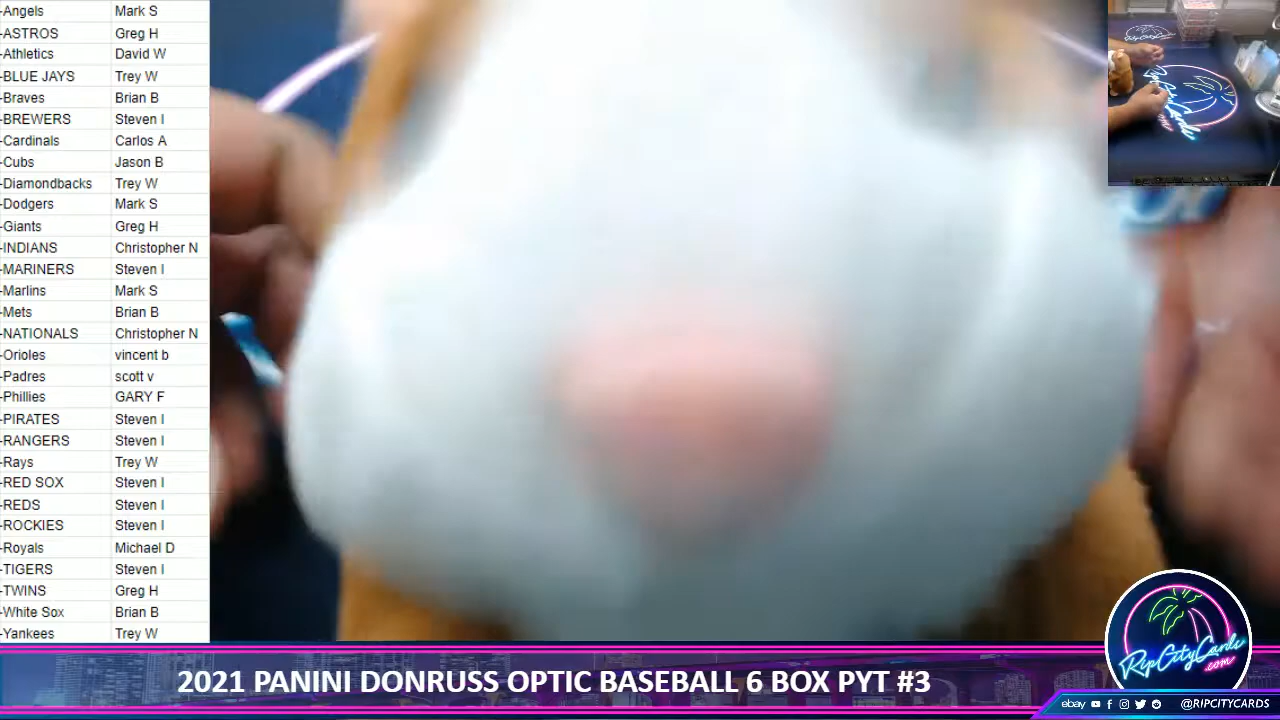 -Angels Mark S
-ASTROS Greg H
-Athletics David W
-BLUE JAYS Trey W
-Braves Brian B
-BREWERS Steven I
-Cardinals Carlos A
-Cubs Jason B
-Diamondbacks Trey W
-Dodgers Mark S
-Giants Greg H
-INDIANS Christopher N
-MARINERS Steven I
-Marlins Mark S
-Mets Brian B
-NATIONALS Christopher N
-Orioles vincent b
-Padres scott v
-Phillies GARY F
-PIRATES Steven I
-RANGERS Steven I
-Rays Trey W
-RED SOX Steven I
-REDS Steven I
-ROCKIES Steven I
-Royals Michael D
-TIGERS Steven I
-TWINS Greg H
-White Sox Brian B
-Yankees Trey W
RipCityCards
.com
2021 PANINI DONRUSS OPTIC BASEBALL 6 BOX PYT #3
ebay @RIPCITYCARDS